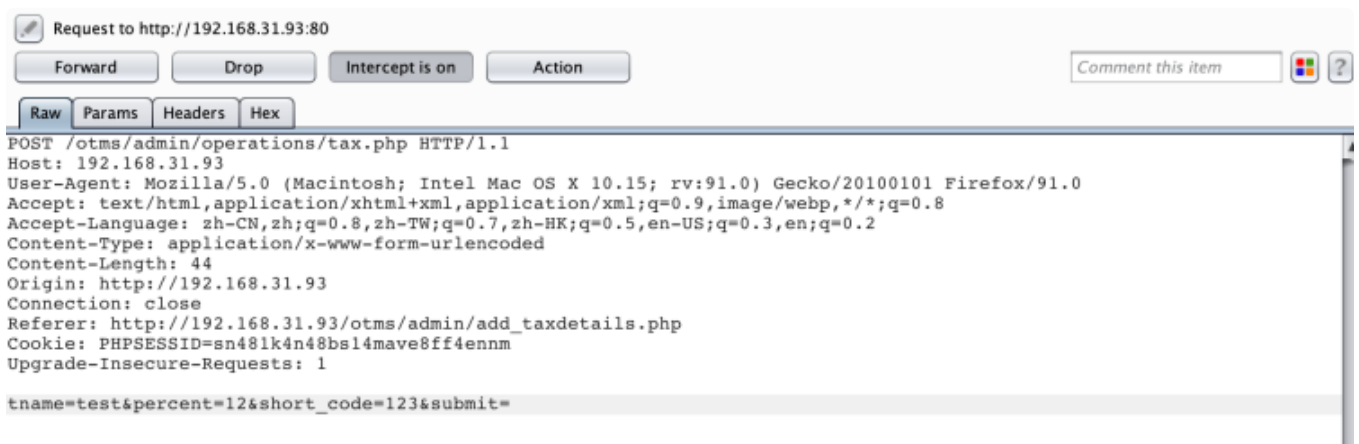 Request to http://192.168.31.93:80
Forward Drop Intercept is on Action Comment this item ?
Raw Params Headers Hex
POST /otms/admin/operations/tax.php HTTP/1.1
Host: 192.168.31.93
User-Agent: Mozilla/5.0 (Macintosh; Intel Mac OS X 10.15; rv:91.0) Gecko/20100101 Firefox/91.0
Accept: text/html,application/xhtml+xml,application/xml;q=0.9,image/webp,*/*;q=0.8
Accept-Language: zh-CN,zh;q=0.8,zh-TW;q=0.7,zh-HK;q=0.5,en-US;q=0.3,en;q=0.2
Content-Type: application/x-www-form-urlencoded
Content-Length: 44
Origin: http://192.168.31.93
Connection: close
Referer: http://192.168.31.93/otms/admin/add_taxdetails.php
Cookie: PHPSESSID=sn481k4n48bs14mave8ff4ennm
Upgrade-Insecure-Requests: 1
tname=test&percent=12&short_code=123&submit=